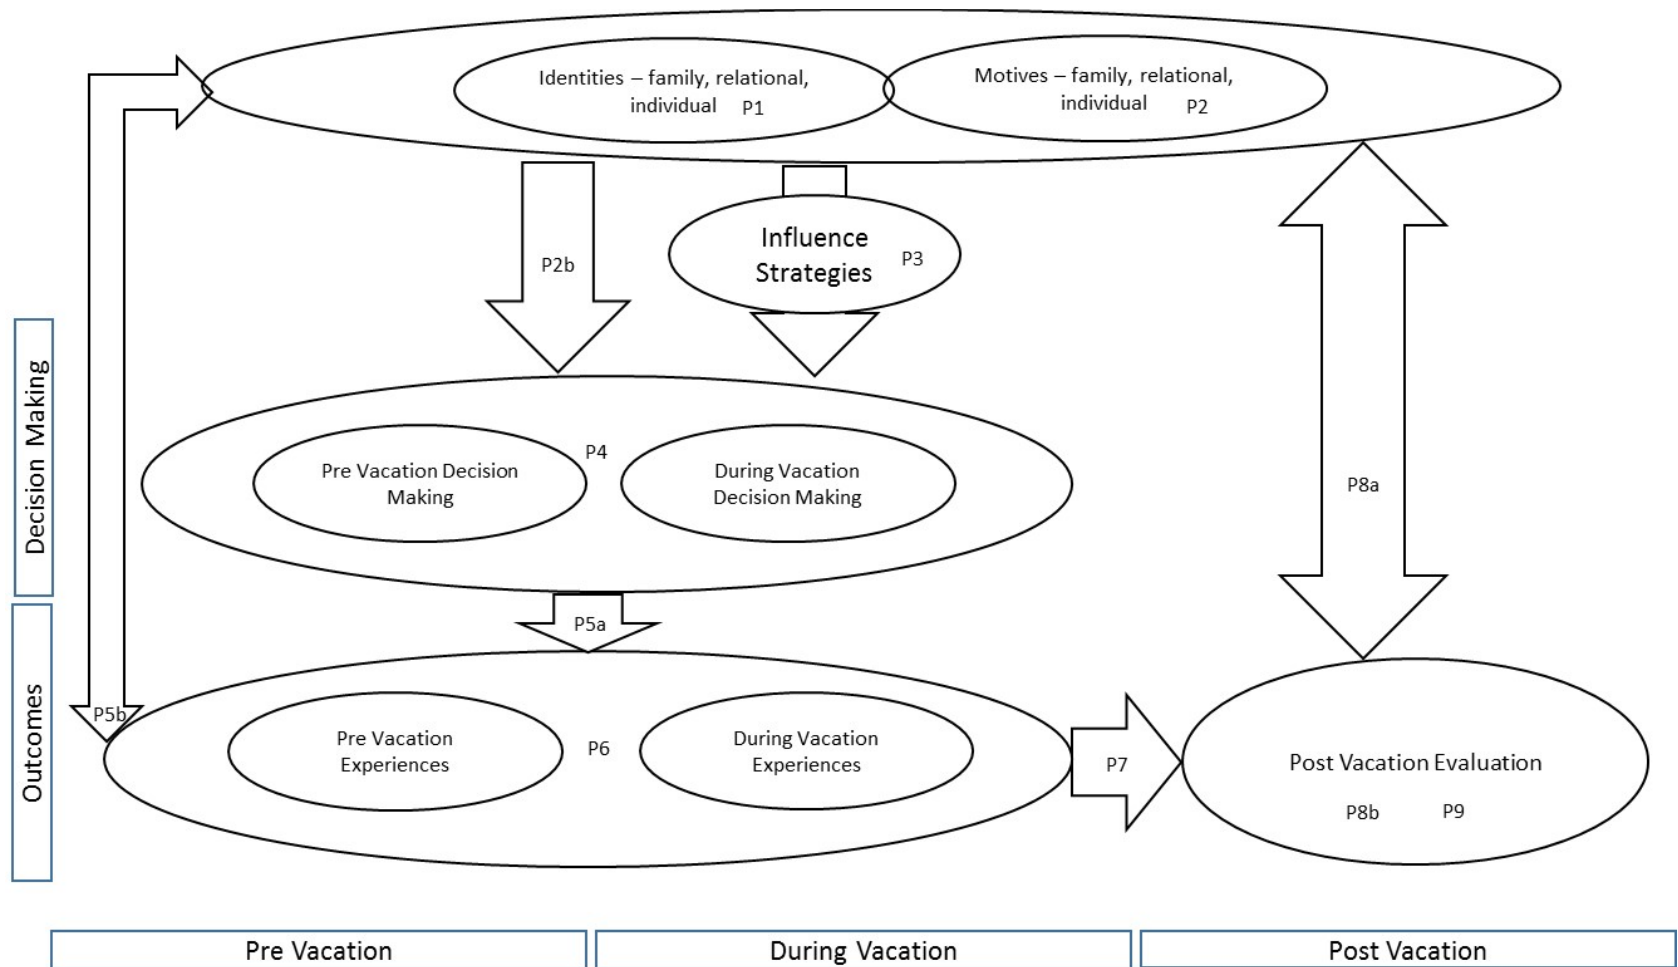 Identities – family, relational,
individual P1
Motives – family, relational,
individual P2
P2b
Influence
Strategies P3
Decision Making
P4
Pre Vacation Decision
Making
During Vacation
Decision Making
P8a
P5a
Outcomes
P5b
Pre Vacation
Experiences
P6
During Vacation
Experiences
P7
Post Vacation Evaluation
P8b P9
Pre Vacation
During Vacation
Post Vacation